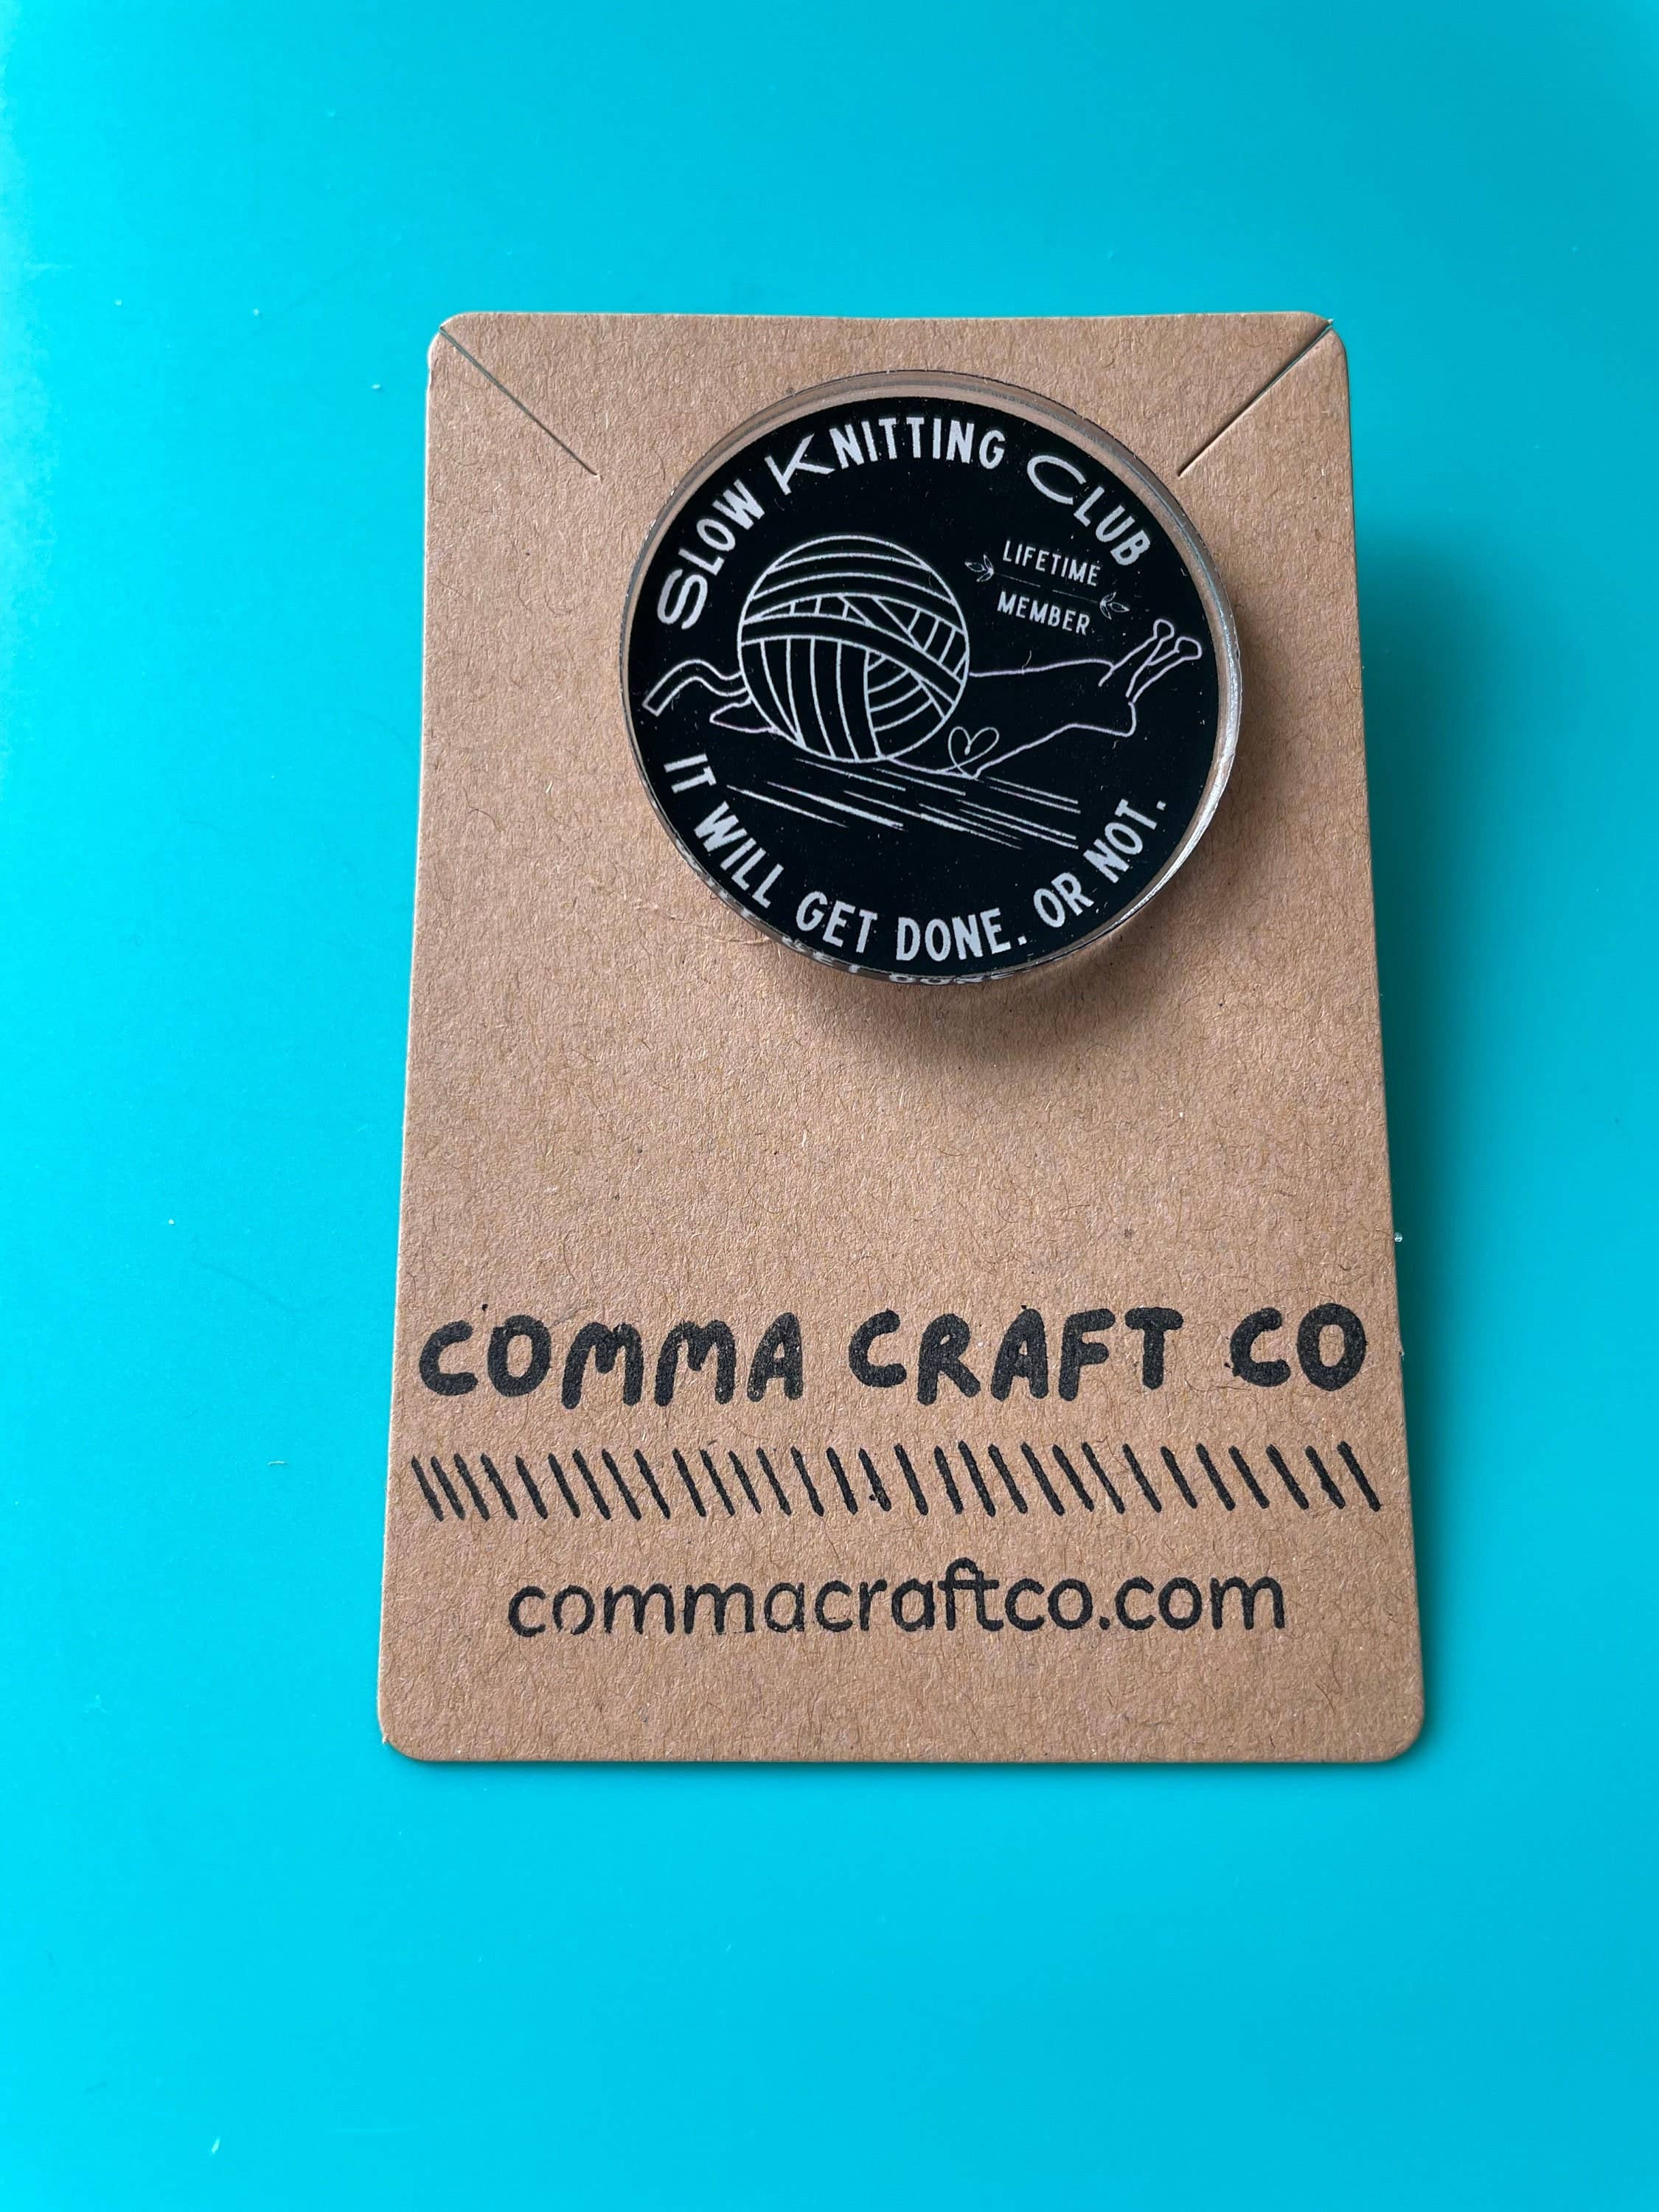 Slow Knitting Club
LIFETIME
MEMBER
IT WILL GET DONE. OR NOT.
COMMA CRAFT CO
commacraftco.com